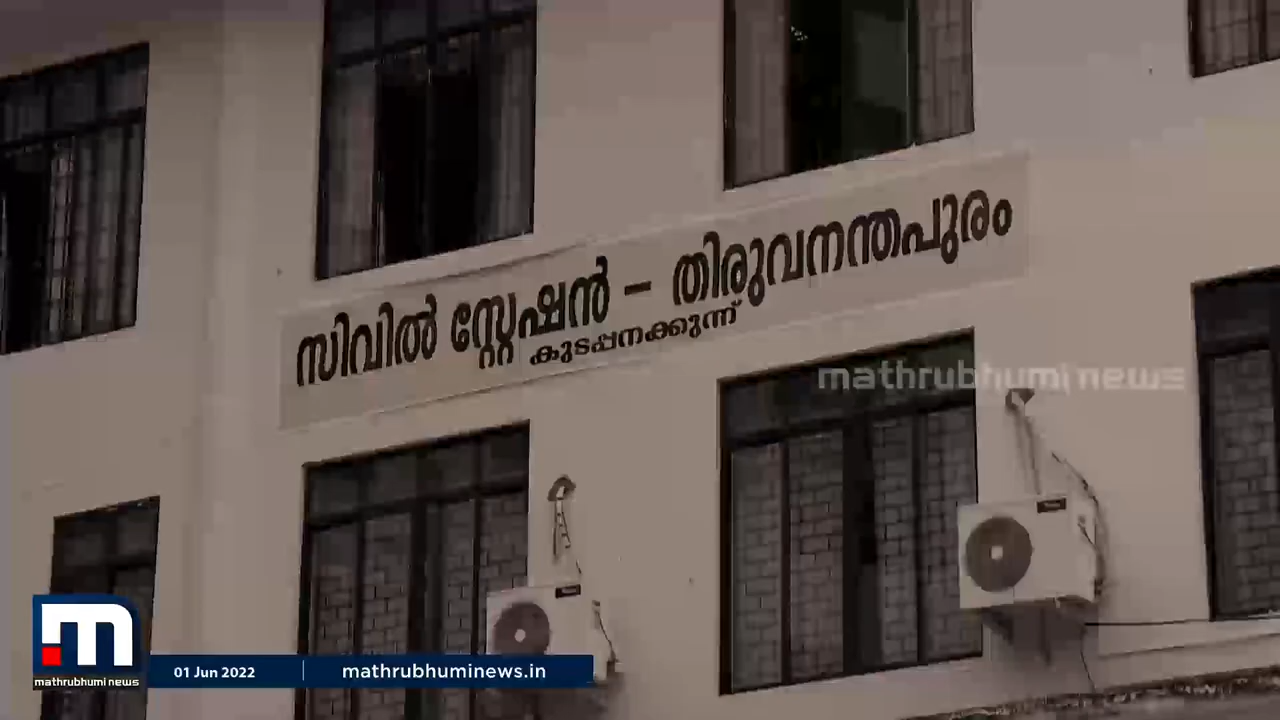 സിവിൽ സ്റ്റേഷൻ – തിരുവനന്തപുരം
കുടപ്പനക്കുന്ന്
mathrubhumi news
mathrubhumi news
01 Jun 2022
mathrubhuminews.in